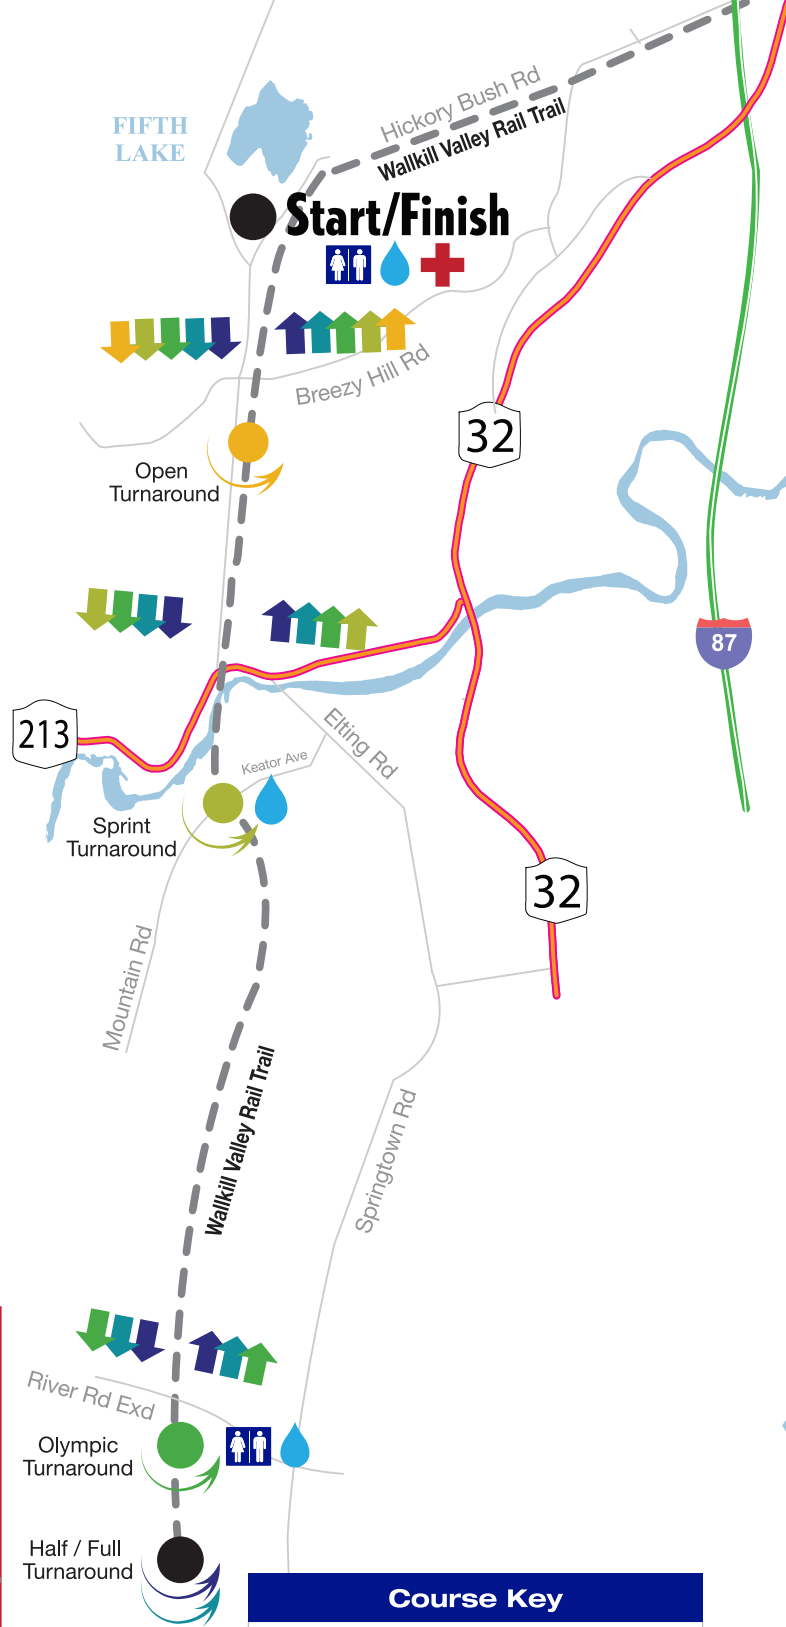 Hickory Bush Rd
Wallkill Valley Rail Trail
FIFTH
LAKE
Start/Finish
Breezy Hill Rd
32
Open
Turnaround
87
213
Elting Rd
Keator Ave
Sprint
Turnaround
32
Mountain Rd
Wallkill Valley Rail Trail
Springtown Rd
River Rd Exd
Olympic
Turnaround
Half / Full
Turnaround
Course Key